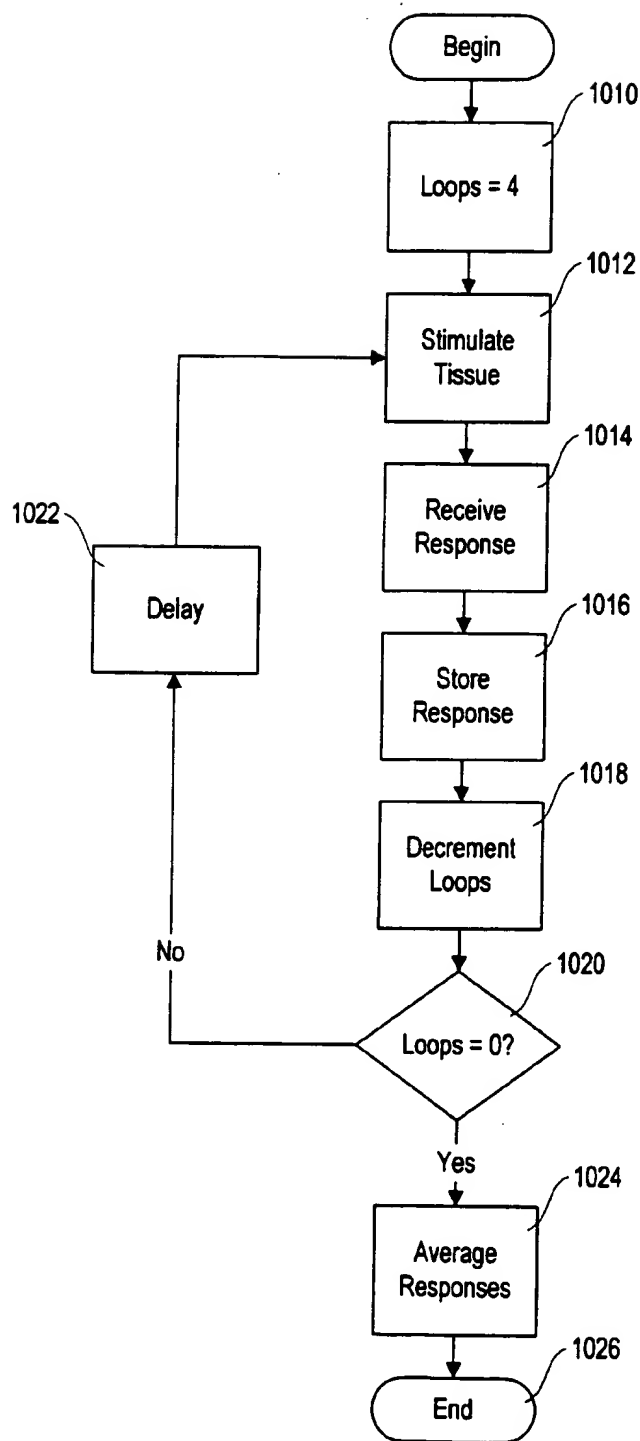 Begin
1010
Loops = 4
1012
Stimulate
Tissue
1014
Receive
Response
1022
Delay
1016
Store
Response
1018
Decrement
Loops
No
1020
Loops = 0?
Yes
1024
Average
Responses
1026
End